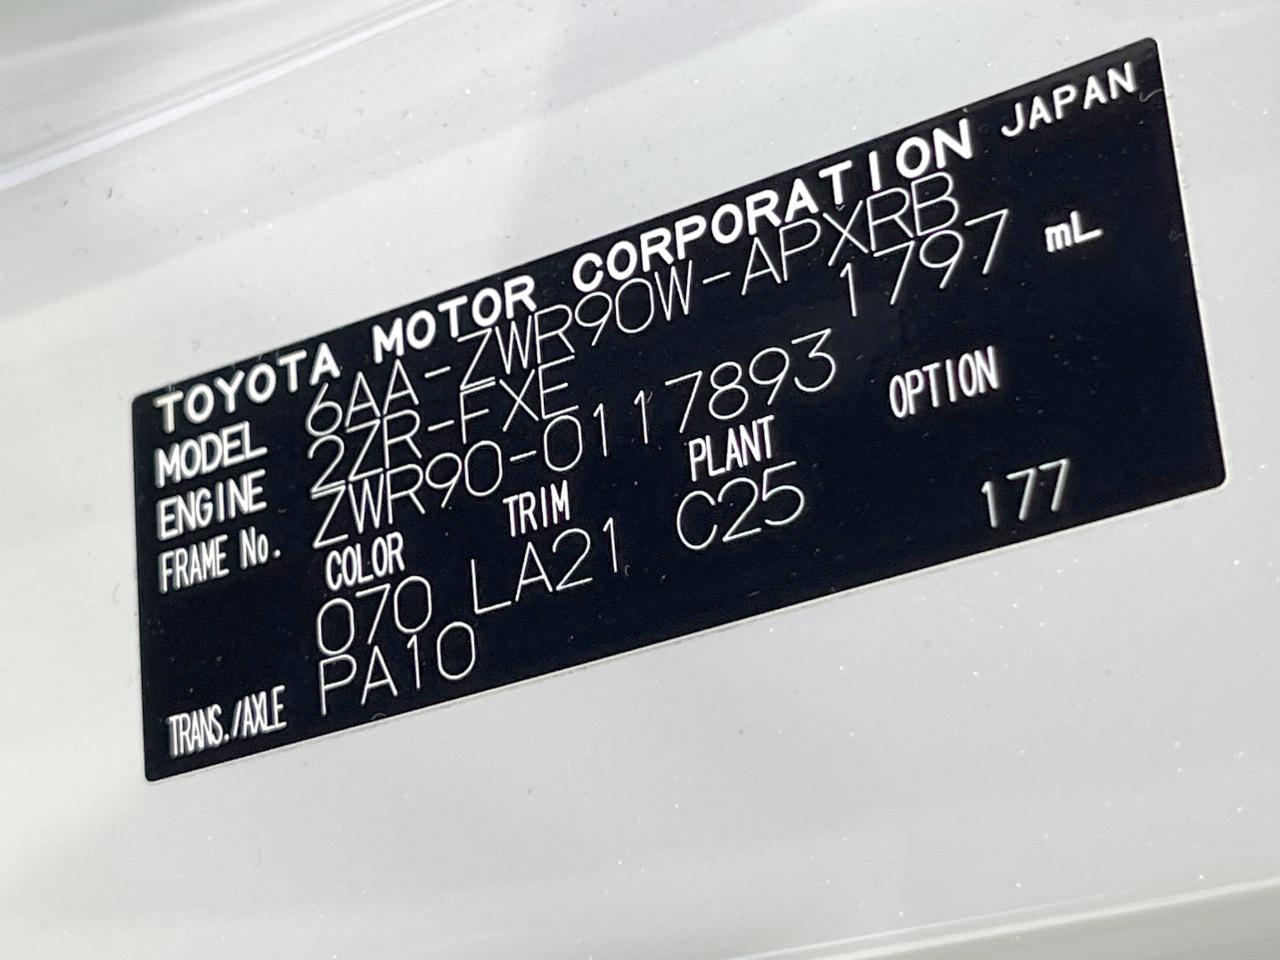 TOYOTA MOTOR CORPORATION JAPAN
MODEL 6AA-ZWR90W-APXRB
ENGINE 2ZR-FXE 1797 mL
FRAME No. ZWR90-0117893
COLOR TRIM PLANT OPTION
070 LA21 C25 177
TRANS./AXLE PA10